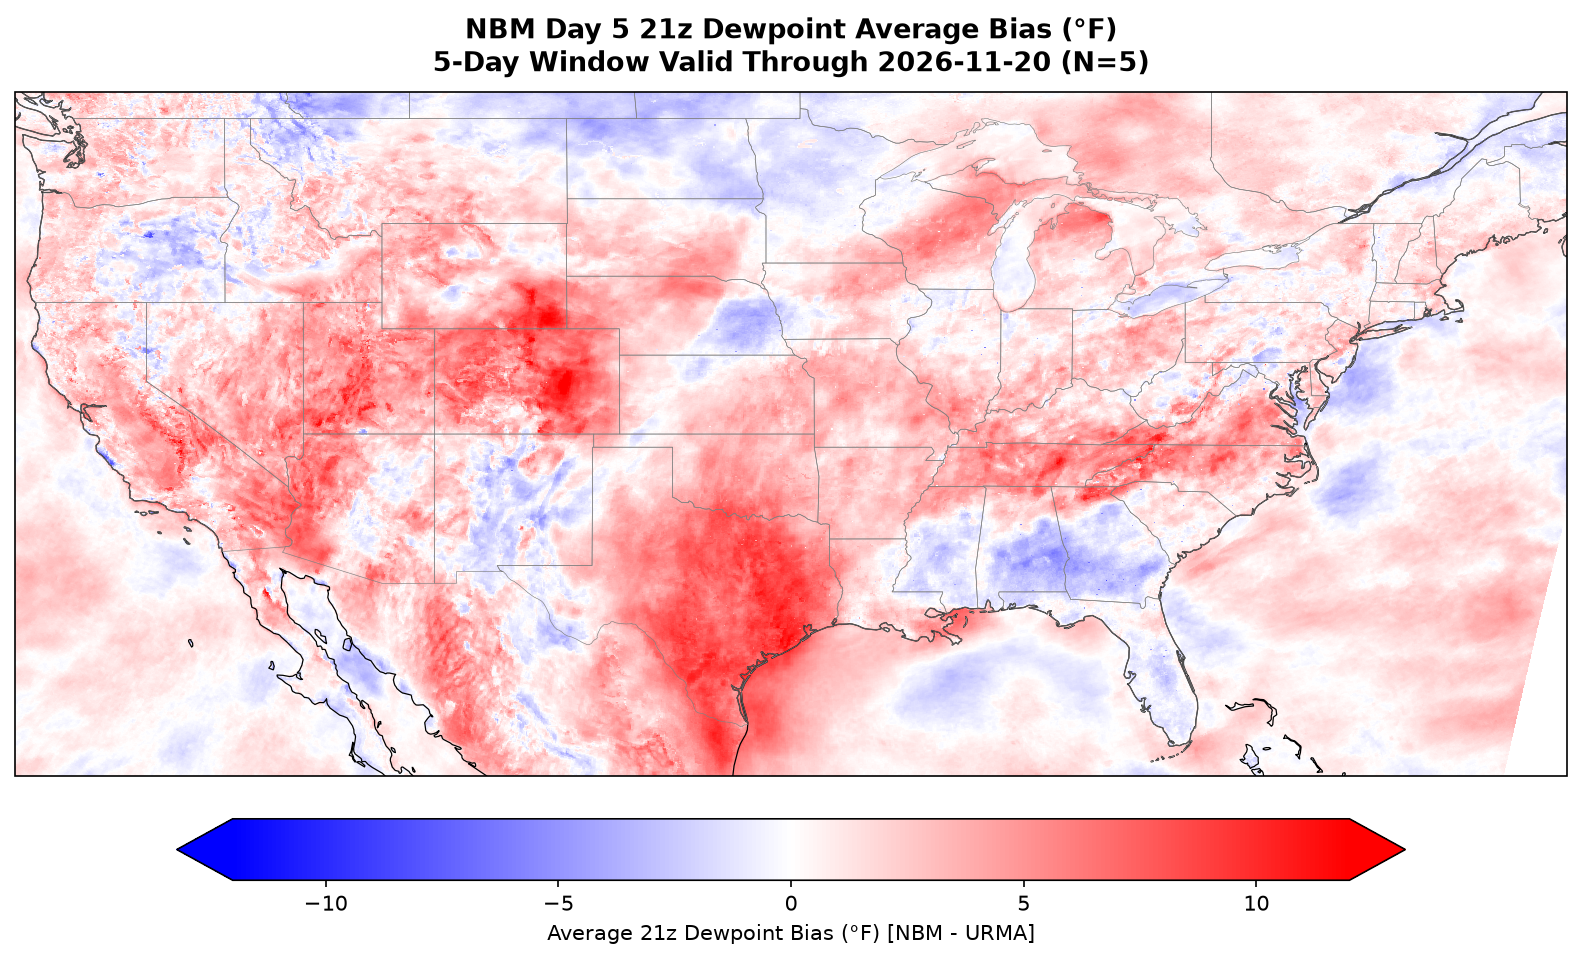 NBM Day 5 21z Dewpoint Average Bias (°F)
5-Day Window Valid Through 2026-11-20 (N=5)
−10 −5 0 5 10
Average 21z Dewpoint Bias (°F) [NBM - URMA]